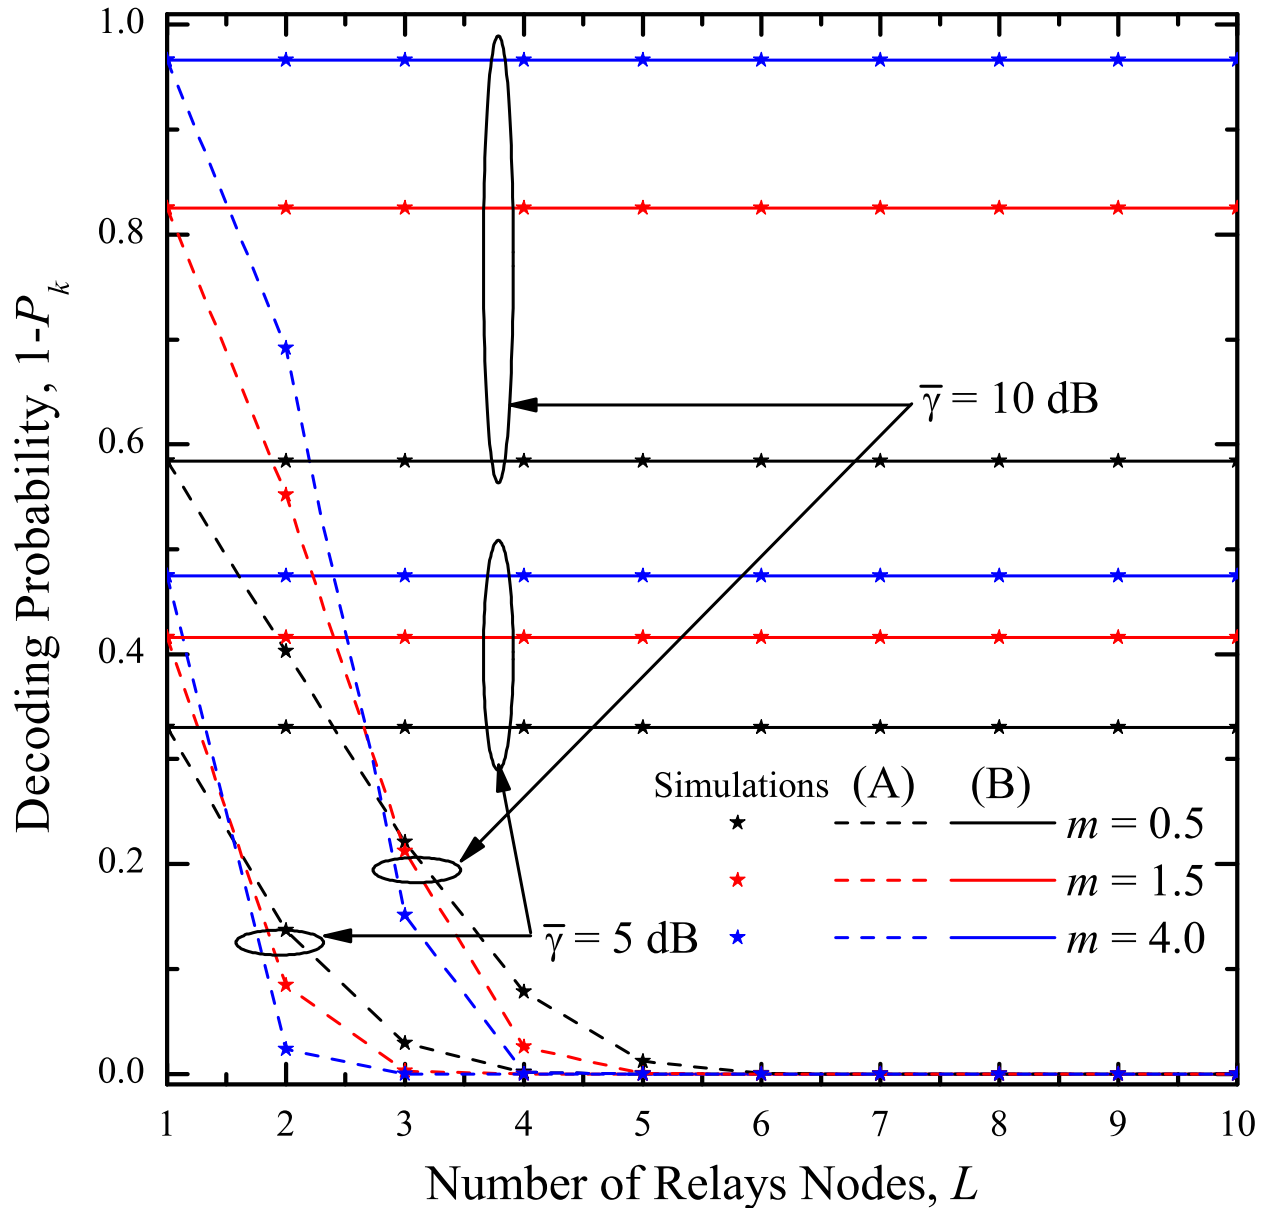 Decoding Probability, 1-Pₖ
1.0
0.8
0.6
0.4
0.2
0.0
γ̅ = 10 dB
Simulations (A) (B)
m = 0.5
m = 1.5
m = 4.0
γ̅ = 5 dB
1 2 3 4 5 6 7 8 9 10
Number of Relays Nodes, L